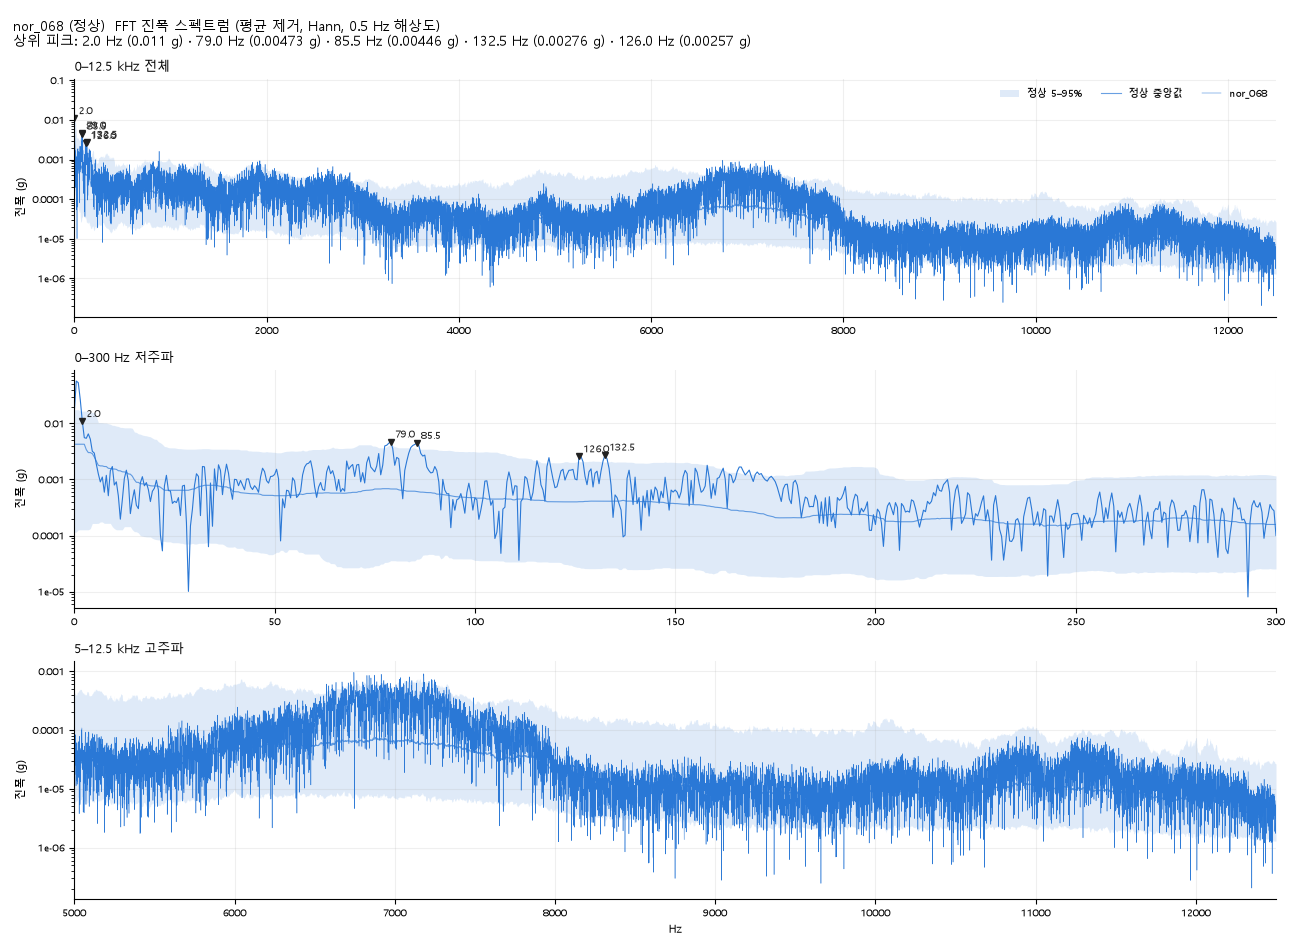 nor_068 (정상)  FFT 진폭 스펙트럼 (평균 제거, Hann, 0.5 Hz 해상도)
상위 피크: 2.0 Hz (0.011 g) · 79.0 Hz (0.00473 g) · 85.5 Hz (0.00446 g) · 132.5 Hz (0.00276 g) · 126.0 Hz (0.00257 g)
0–12.5 kHz 전체
정상 5–95%
정상 중앙값
nor_068
진폭 (g)
0.1
0.01
0.001
0.0001
1e-05
1e-06
2.0
0
2000
4000
6000
8000
10000
12000
0–300 Hz 저주파
진폭 (g)
0.01
0.001
0.0001
1e-05
2.0
79.0
85.5
126.0
132.5
0
50
100
150
200
250
300
5–12.5 kHz 고주파
진폭 (g)
0.001
0.0001
1e-05
1e-06
5000
6000
7000
8000
9000
10000
11000
12000
Hz